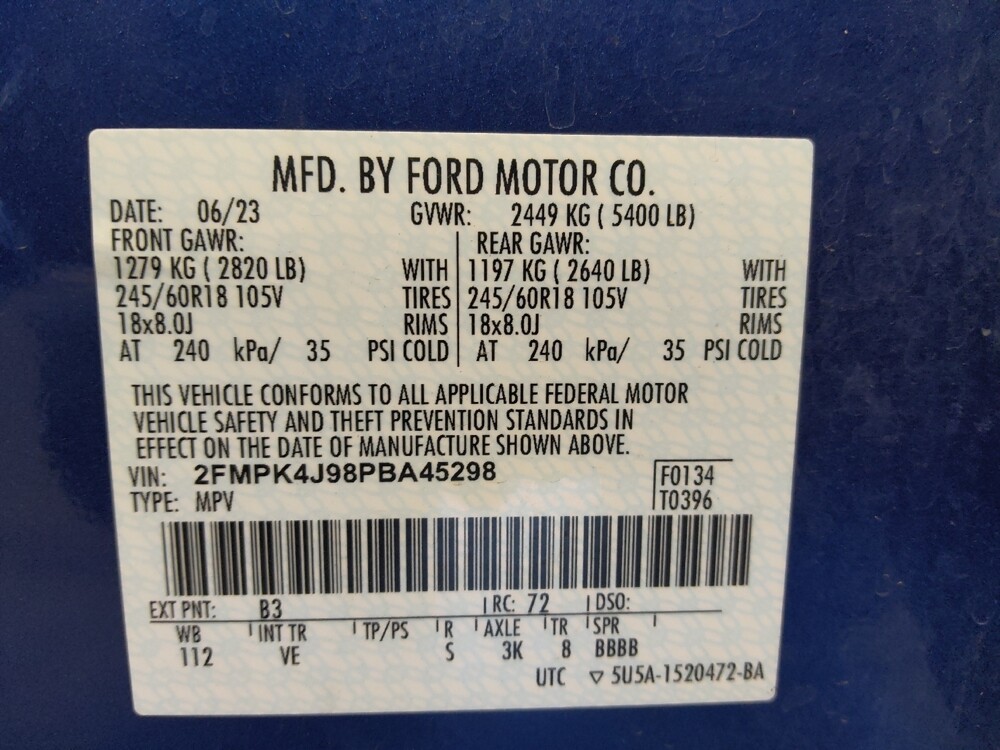 MFD. BY FORD MOTOR CO.
DATE: 06/23 GVWR: 2449 KG ( 5400 LB)
FRONT GAWR: REAR GAWR:
1279 KG ( 2820 LB) WITH 1197 KG ( 2640 LB) WITH
245/60R18 105V TIRES 245/60R18 105V TIRES
18x8.0J RIMS 18x8.0J RIMS
AT 240 kPa/ 35 PSI COLD AT 240 kPa/ 35 PSI COLD
THIS VEHICLE CONFORMS TO ALL APPLICABLE FEDERAL MOTOR
VEHICLE SAFETY AND THEFT PREVENTION STANDARDS IN
EFFECT ON THE DATE OF MANUFACTURE SHOWN ABOVE.
VIN: 2FMPK4J98PBA45298 F0134
TYPE: MPV T0396
EXT PNT: B3 RC: 72 DSO:
WB INT TR TP/PS R AXLE TR SPR
112 VE S 3K 8 BBBB
UTC ▽ 5U5A-1520472-BA